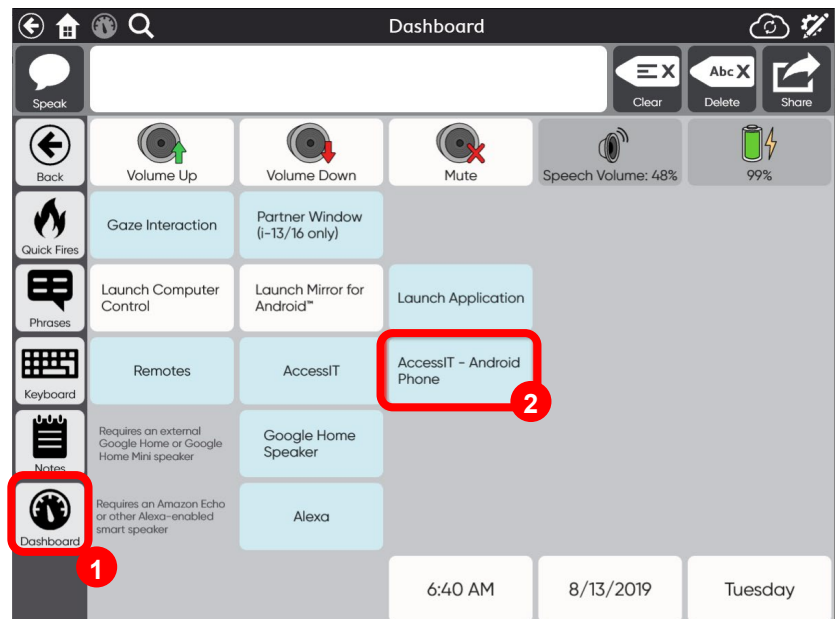 Dashboard
Speak
Abc
Clear
Delete
Share
Back
Volume Up
Volume Down
Mute
Speech Volume: 48%
99%
Quick Fires
Gaze Interaction
Partner Window
(i-13/16 only)
Phrases
Launch Computer
Control
Launch Mirror for
Android™
Launch Application
Keyboard
Remotes
AccessIT
AccessIT - Android
Phone
2
Notes
Requires an external
Google Home or Google
Home Mini speaker
Google Home
Speaker
Dashboard
1
Requires an Amazon Echo
or other Alexa-enabled
smart speaker
Alexa
6:40 AM
8/13/2019
Tuesday